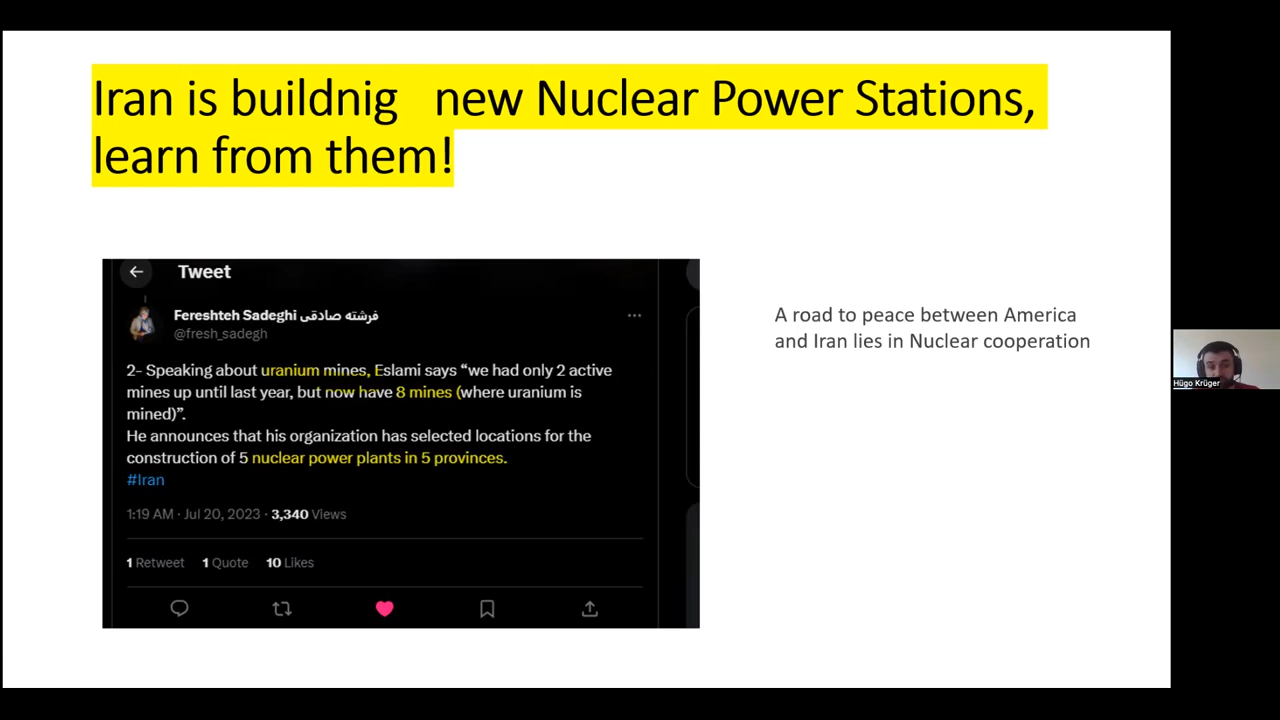 Iran is buildnig   new Nuclear Power Stations,
learn from them!
Tweet
Fereshteh Sadeghi فرشته صادقی
@fresh_sadegh
2- Speaking about uranium mines, Eslami says “we had only 2 active
mines up until last year, but now have 8 mines (where uranium is
mined)”.
He announces that his organization has selected locations for the
construction of 5 nuclear power plants in 5 provinces.
#Iran
1:19 AM · Jul 20, 2023 · 3,340 Views
1 Retweet 1 Quote 10 Likes
A road to peace between America
and Iran lies in Nuclear cooperation
Hügo Krüger